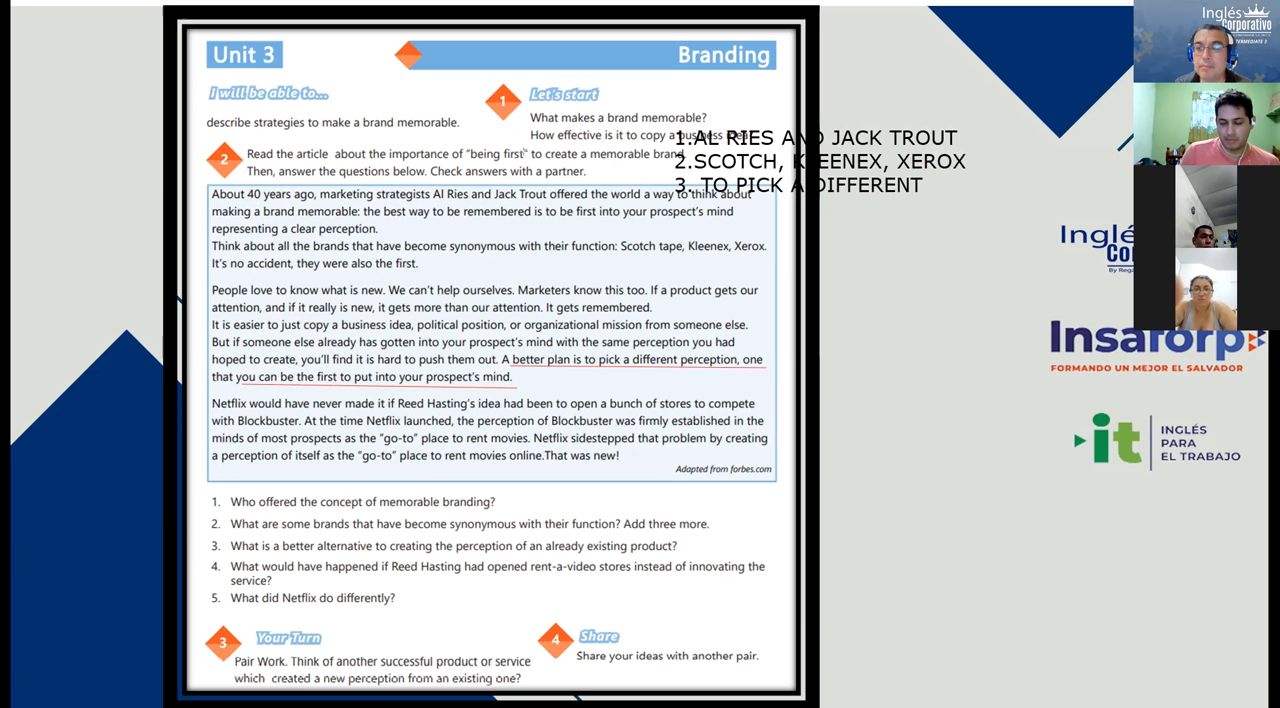 Unit 3
Branding
I will be able to...
describe strategies to make a brand memorable.
1
Let's start
What makes a brand memorable?
How effective is it to copy a business
1.AL RIES AND JACK TROUT
2.SCOTCH, KLEENEX, XEROX
3. TO PICK A DIFFERENT
2
Read the article about the importance of "being first" to create a memorable brand.
Then, answer the questions below. Check answers with a partner.
About 40 years ago, marketing strategists Al Ries and Jack Trout offered the world a way to think about
making a brand memorable: the best way to be remembered is to be first into your prospect's mind
representing a clear perception.
Think about all the brands that have become synonymous with their function: Scotch tape, Kleenex, Xerox.
It's no accident, they were also the first.
People love to know what is new. We can't help ourselves. Marketers know this too. If a product gets our
attention, and if it really is new, it gets more than our attention. It gets remembered.
It is easier to just copy a business idea, political position, or organizational mission from someone else.
But if someone else already has gotten into your prospect's mind with the same perception you had
hoped to create, you'll find it is hard to push them out. A better plan is to pick a different perception, one
that you can be the first to put into your prospect's mind.
Netflix would have never made it if Reed Hasting's idea had been to open a bunch of stores to compete
with Blockbuster. At the time Netflix launched, the perception of Blockbuster was firmly established in the
minds of most prospects as the "go-to" place to rent movies. Netflix sidestepped that problem by creating
a perception of itself as the "go-to" place to rent movies online.That was new!
Adapted from forbes.com
1. Who offered the concept of memorable branding?
2. What are some brands that have become synonymous with their function? Add three more.
3. What is a better alternative to creating the perception of an already existing product?
4. What would have happened if Reed Hasting had opened rent-a-video stores instead of innovating the
service?
5. What did Netflix do differently?
3
Your Turn
Pair Work. Think of another successful product or service
which created a new perception from an existing one?
4
Share
Share your ideas with another pair.
Inglés
Corporativo
INTERMEDIATE 3
Inglé
Co
By Rega
Insaforp
FORMANDO UN MEJOR EL SALVADOR
it
INGLÉS
PARA
EL TRABAJO